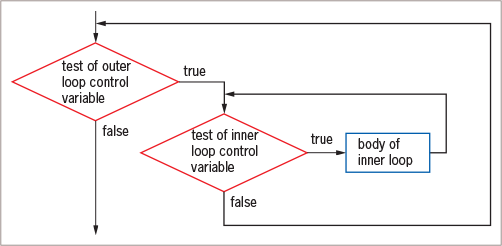 test of outer
loop control
variable
true
false
test of inner
loop control
variable
true
false
body of
inner loop